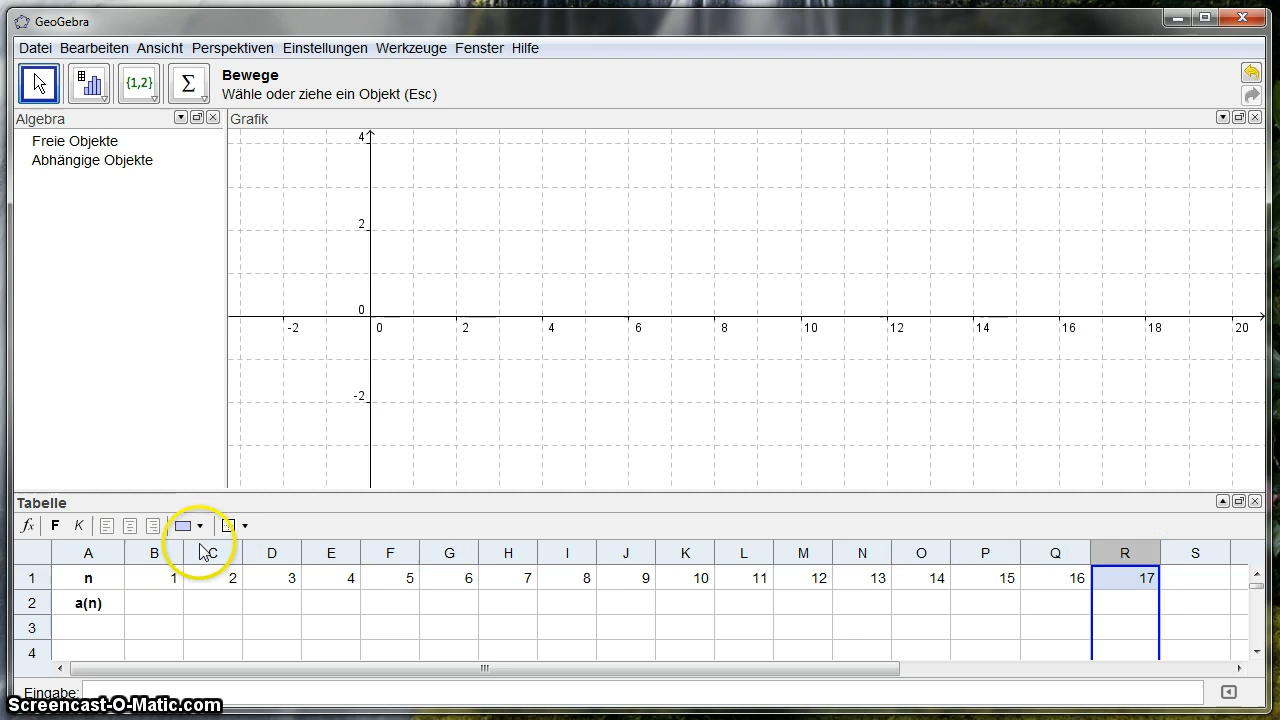 GeoGebra
Datei Bearbeiten Ansicht Perspektiven Einstellungen Werkzeuge Fenster Hilfe
{1,2} Σ
Bewege
Wähle oder ziehe ein Objekt (Esc)
Algebra
Grafik
Freie Objekte
Abhängige Objekte
4
2
0
-2 0 2 4 6 8 10 12 14 16 18 20
-2
Tabelle
fx F K
A B C D E F G H I J K L M N O P Q R S
1 n 1 2 3 4 5 6 7 8 9 10 11 12 13 14 15 16 17
2 a(n)
3
4
Eingabe:
Screencast-O-Matic.com